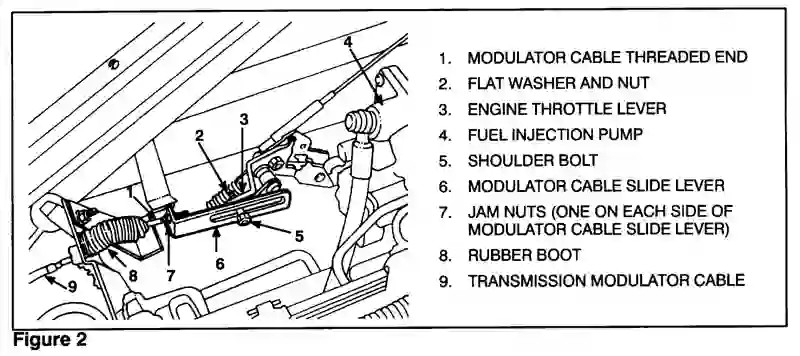 4
3
2
1
9
8
7
6
5
1. MODULATOR CABLE THREADED END
2. FLAT WASHER AND NUT
3. ENGINE THROTTLE LEVER
4. FUEL INJECTION PUMP
5. SHOULDER BOLT
6. MODULATOR CABLE SLIDE LEVER
7. JAM NUTS (ONE ON EACH SIDE OF
MODULATOR CABLE SLIDE LEVER)
8. RUBBER BOOT
9. TRANSMISSION MODULATOR CABLE
Figure 2